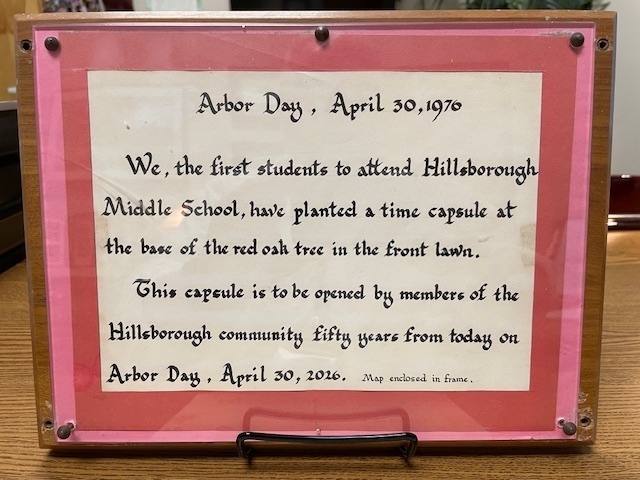 Arbor Day, April 30, 1976
We, the first students to attend Hillsborough
Middle School, have planted a time capsule at
the base of the red oak tree in the front lawn.
This capsule is to be opened by members of the
Hillsborough community fifty years from today on
Arbor Day, April 30, 2026. Map enclosed in frame.